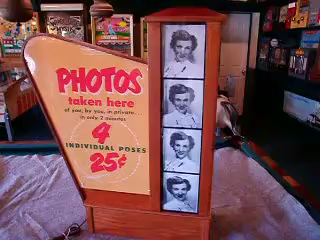 PHOTOS
taken here
of you, by you, in private...
in only 2 minutes
4
INDIVIDUAL POSES
25¢